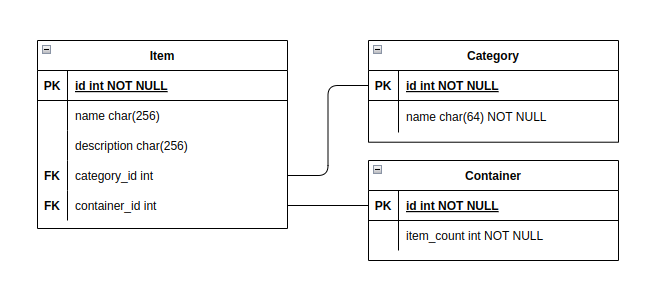 Item
PK id int NOT NULL
name char(256)
description char(256)
FK category_id int
FK container_id int
Category
PK id int NOT NULL
name char(64) NOT NULL
Container
PK id int NOT NULL
item_count int NOT NULL